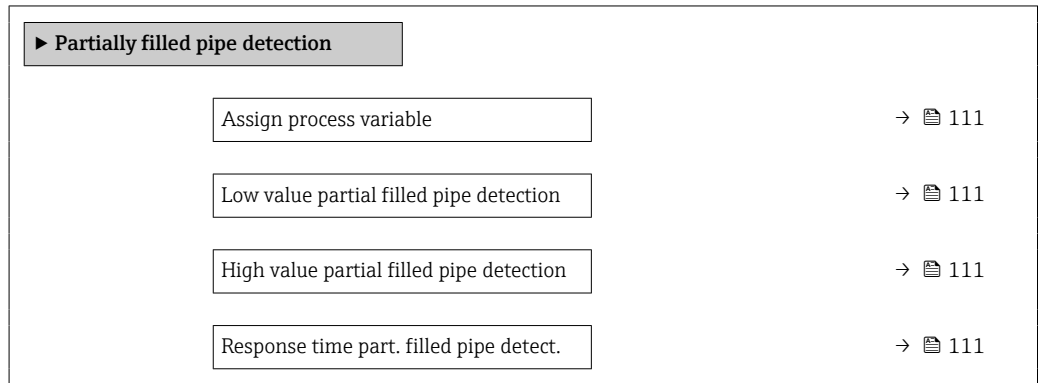 ▶ Partially filled pipe detection
Assign process variable → 111
Low value partial filled pipe detection → 111
High value partial filled pipe detection → 111
Response time part. filled pipe detect. → 111